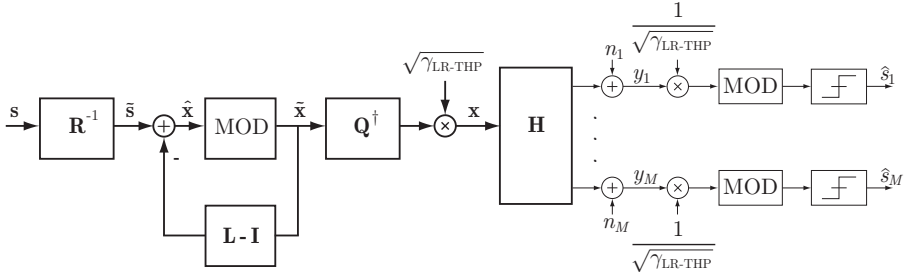 1
√γLR-THP
√γLR-THP
n₁
y₁
MOD
ŝ₁
s
R⁻¹
s̃
x̂
MOD
x̃
Q†
x
H
-
L - I
.
.
.
yM
MOD
ŝM
nM
1
√γLR-THP